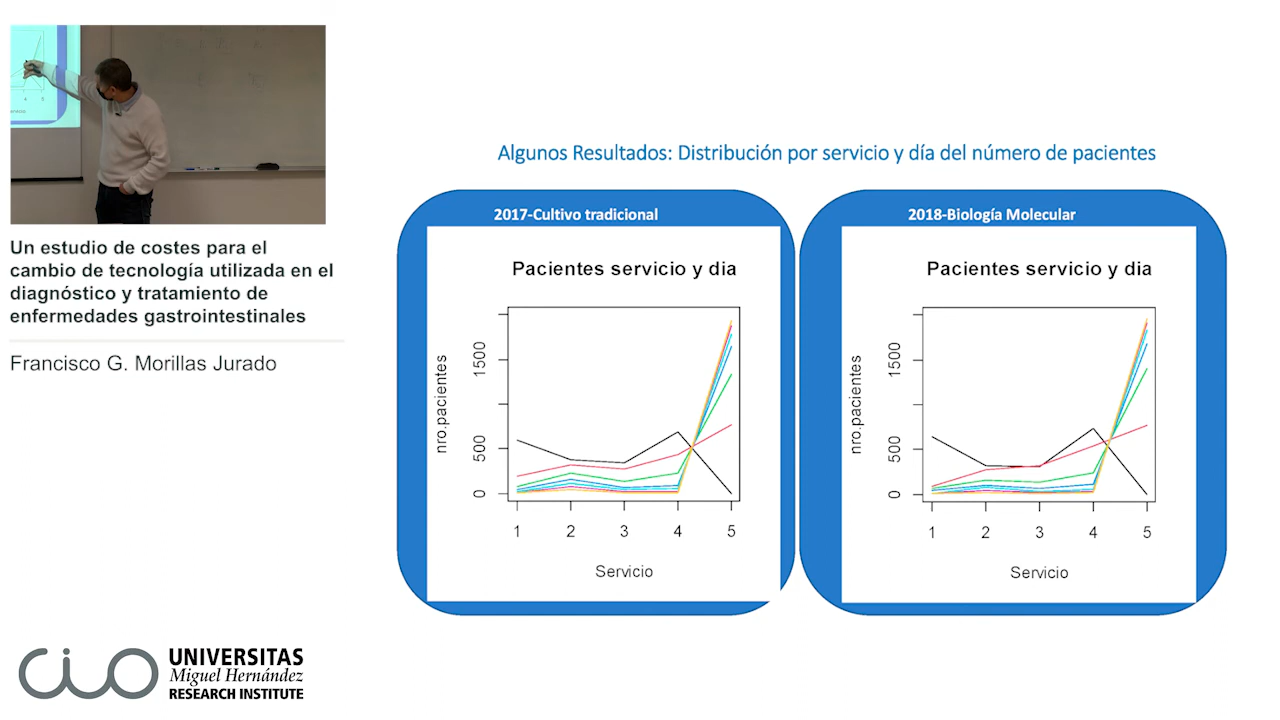 Un estudio de costes para el
cambio de tecnología utilizada en el
diagnóstico y tratamiento de
enfermedades gastrointestinales
Francisco G. Morillas Jurado
cio
UNIVERSITAS
Miguel Hernández
RESEARCH INSTITUTE
Algunos Resultados: Distribución por servicio y día del número de pacientes
2017-Cultivo tradicional
Pacientes servicio y dia
nro.pacientes
1500
500
0
1 2 3 4 5
Servicio
2018-Biología Molecular
Pacientes servicio y dia
nro.pacientes
1500
500
0
1 2 3 4 5
Servicio